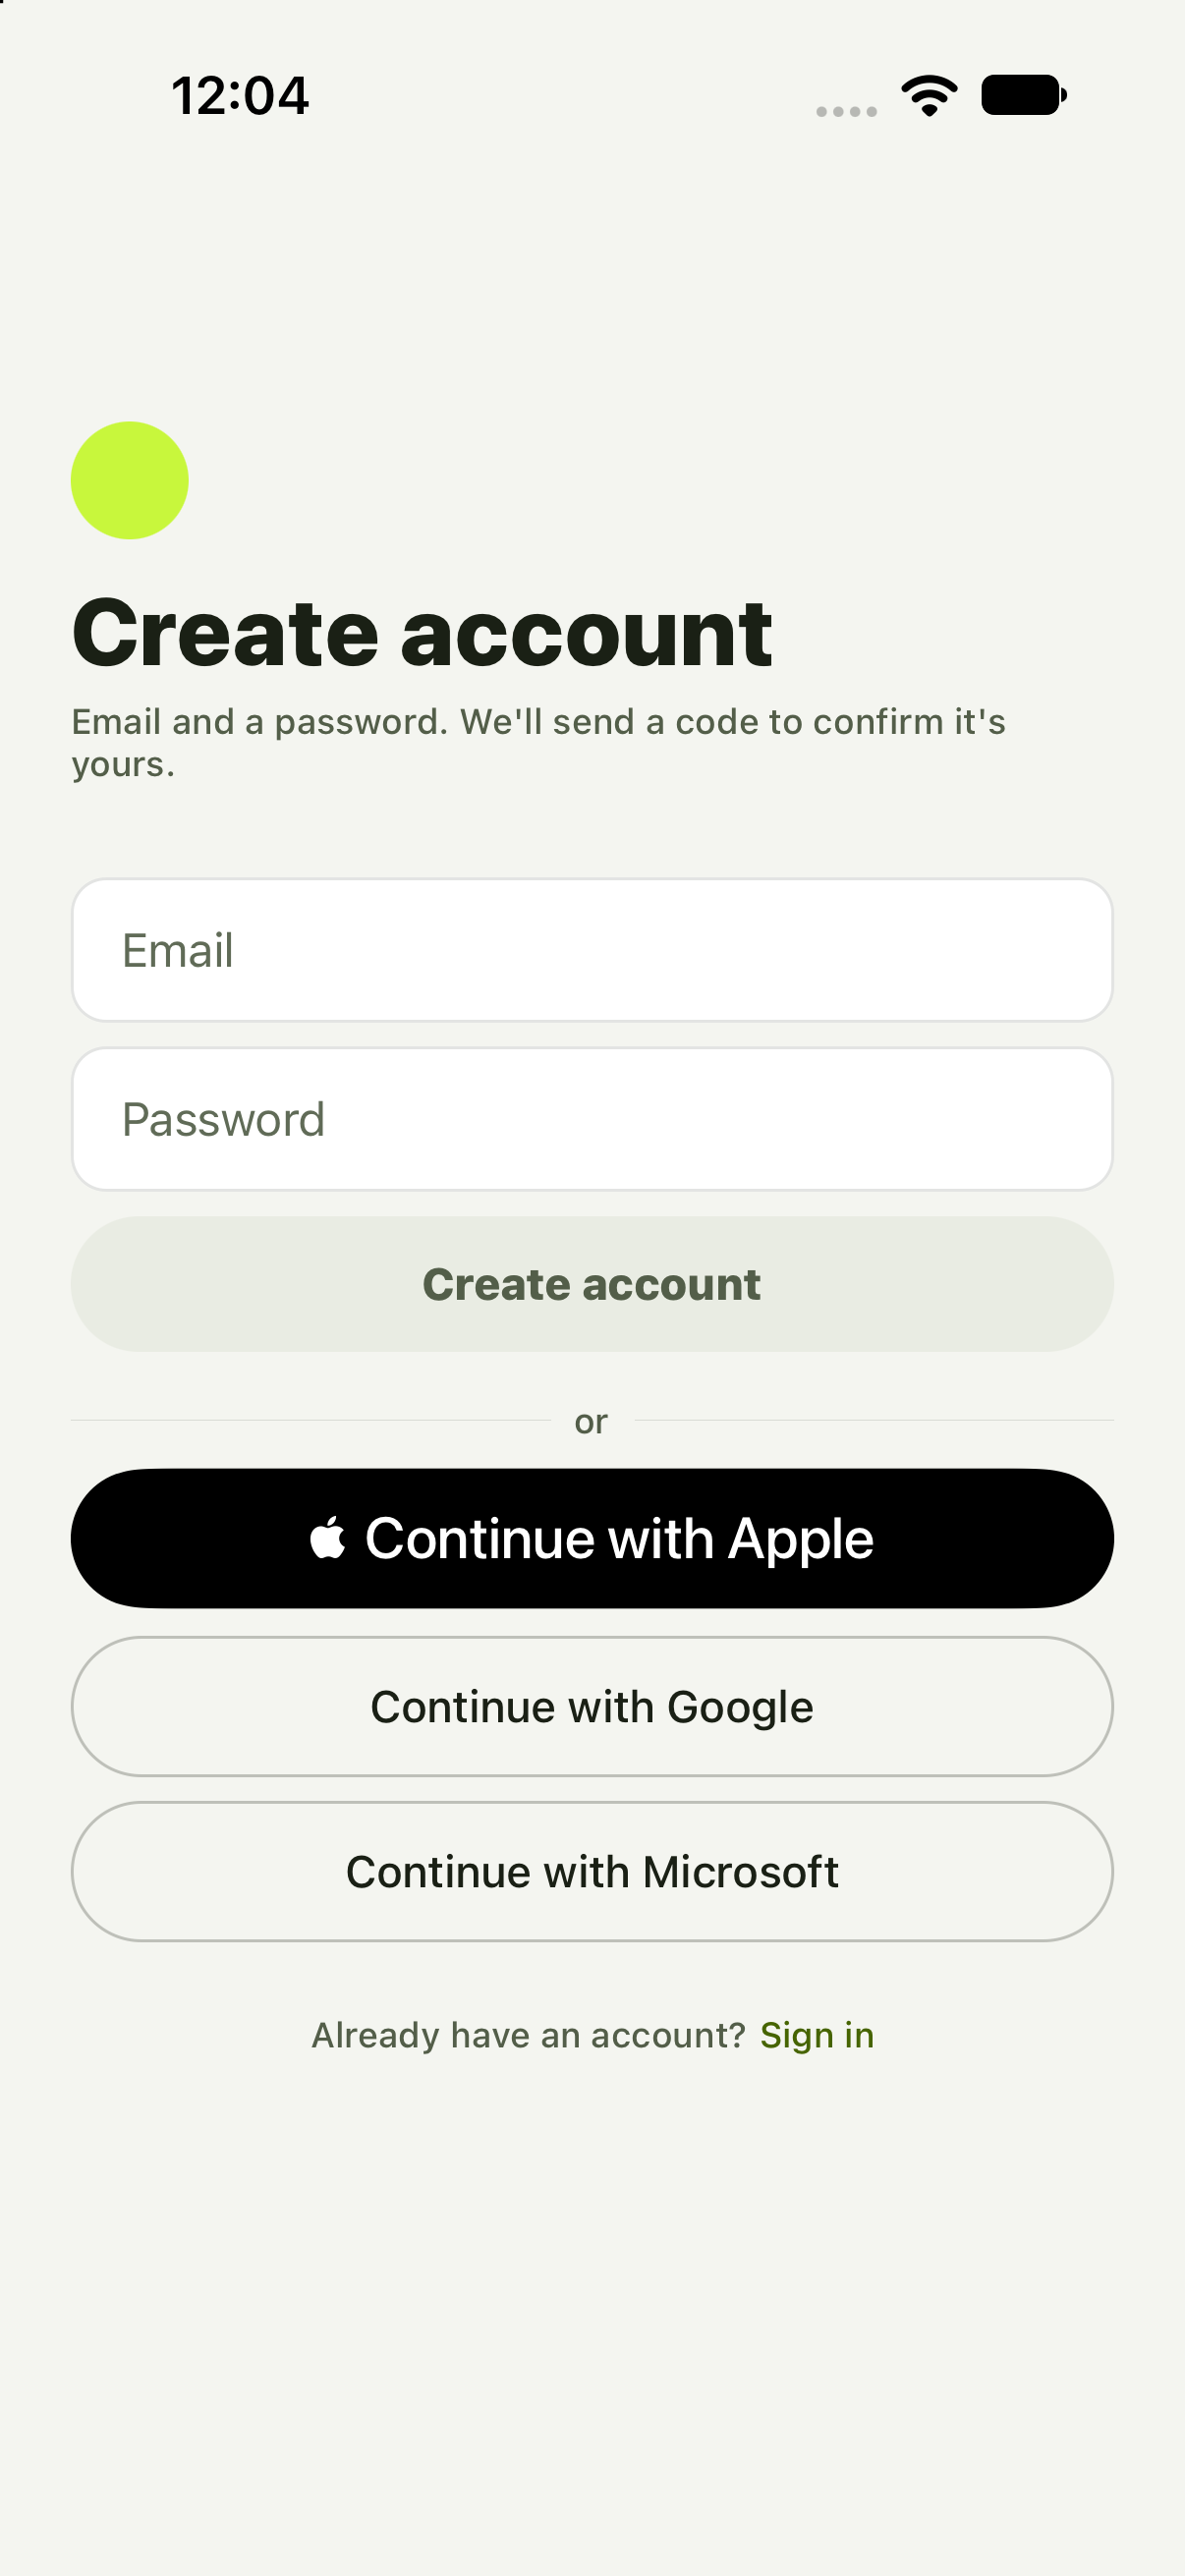 12:04
Create account
Email and a password. We'll send a code to confirm it's
yours.
Email
Password
Create account
or
Continue with Apple
Continue with Google
Continue with Microsoft
Already have an account? Sign in